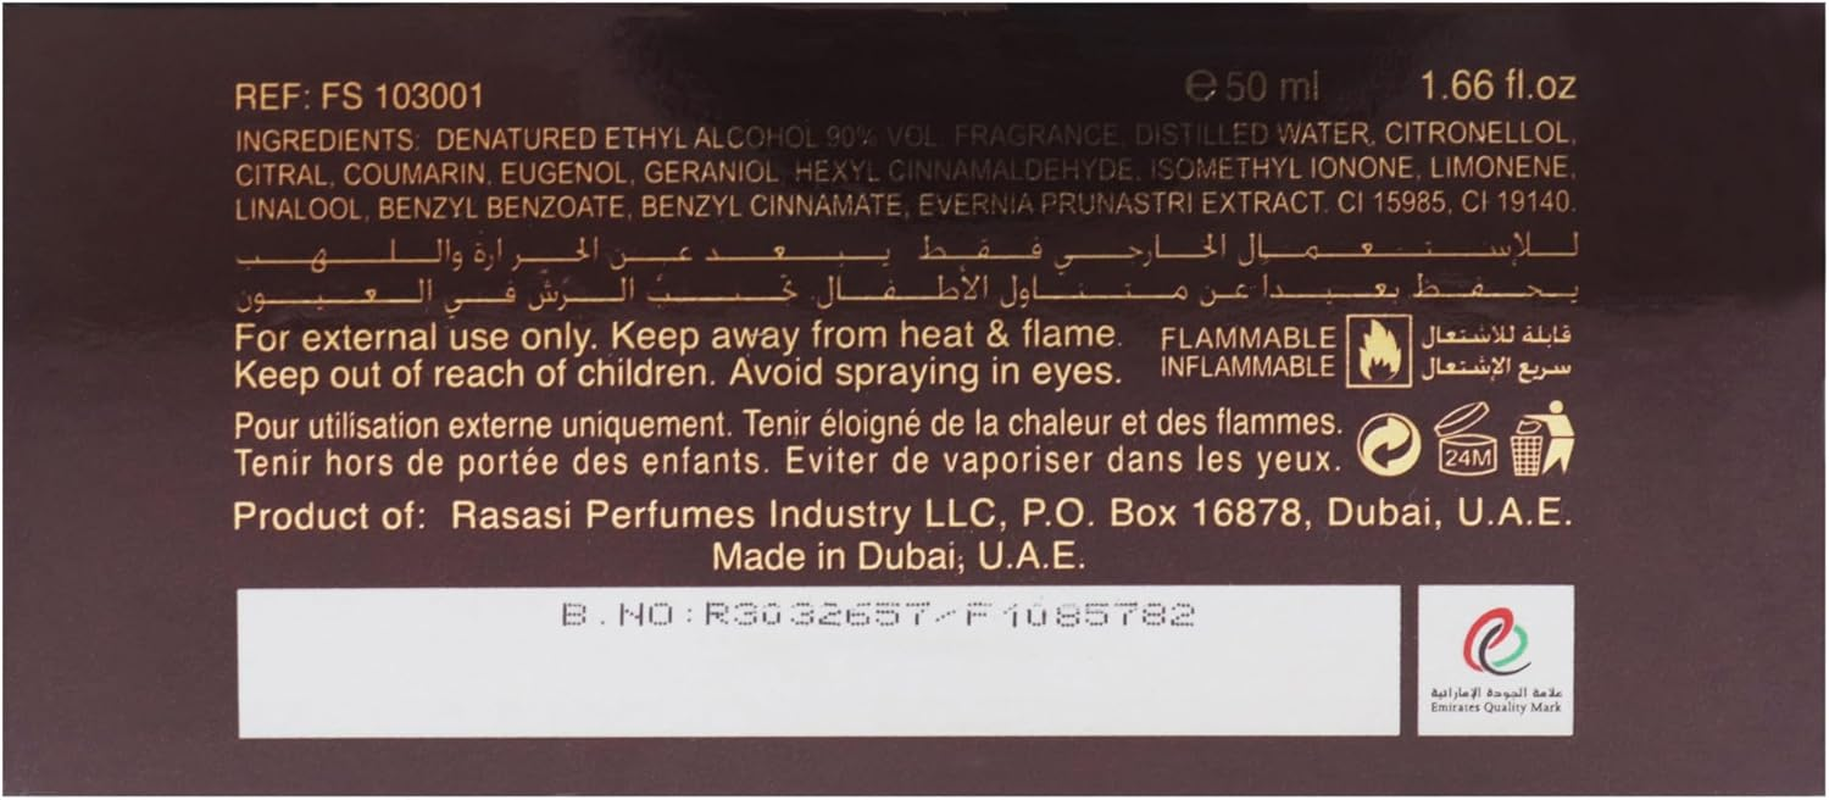 REF: FS 103001
℮ 50 ml 1.66 fl.oz
INGREDIENTS: DENATURED ETHYL ALCOHOL 90% VOL. FRAGRANCE, DISTILLED WATER, CITRONELLOL,
CITRAL, COUMARIN, EUGENOL, GERANIOL, HEXYL CINNAMALDEHYDE, ISOMETHYL IONONE, LIMONENE,
LINALOOL, BENZYL BENZOATE, BENZYL CINNAMATE, EVERNIA PRUNASTRI EXTRACT. CI 15985, CI 19140.
للاستعمال الخارجي فقط يبعد عن الحرارة واللهب
يحفظ بعيدا عن متناول الأطفال. تجنب الرش في العيون
For external use only. Keep away from heat & flame.
Keep out of reach of children. Avoid spraying in eyes.
FLAMMABLE قابلة للاشتعال
INFLAMMABLE سريع الإشتعال
Pour utilisation externe uniquement. Tenir éloigné de la chaleur et des flammes.
Tenir hors de portée des enfants. Eviter de vaporiser dans les yeux.
24M
Product of: Rasasi Perfumes Industry LLC, P.O. Box 16878, Dubai, U.A.E.
Made in Dubai; U.A.E.
B.NO:R3032657/F1085782
علامة الجودة الإماراتية
Emirates Quality Mark